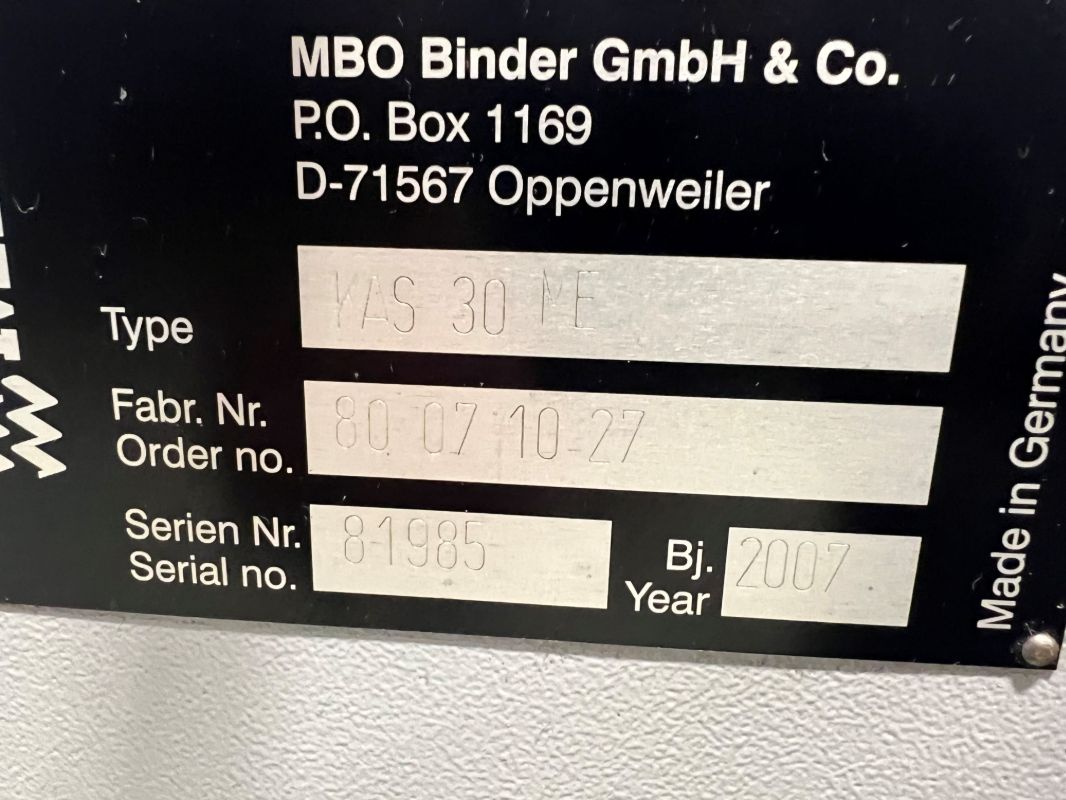 MBO Binder GmbH & Co.
P.O. Box 1169
D-71567 Oppenweiler
Type VAS 30 ME
Fabr. Nr.
Order no. 80 07 10-27
Serien Nr.
Serial no. 81985
Bj.
Year 2007
Made in Germany